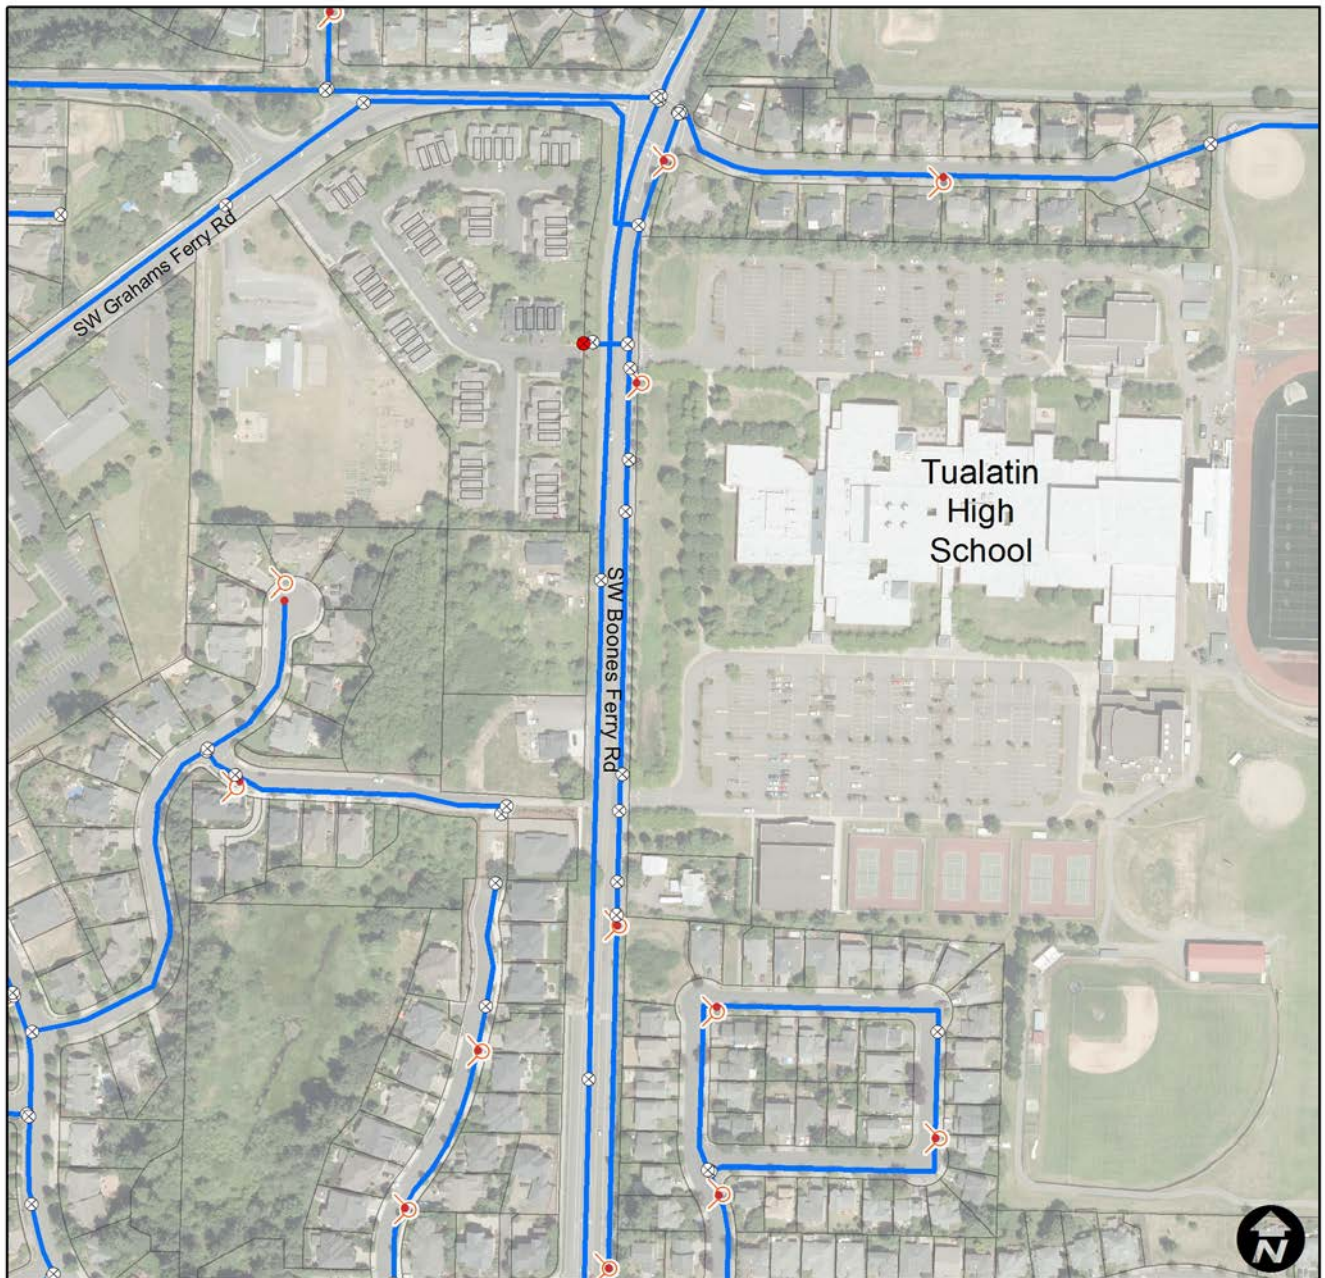 SW Grahams Ferry Rd
Tualatin
High
School
SW Boones Ferry Rd
N